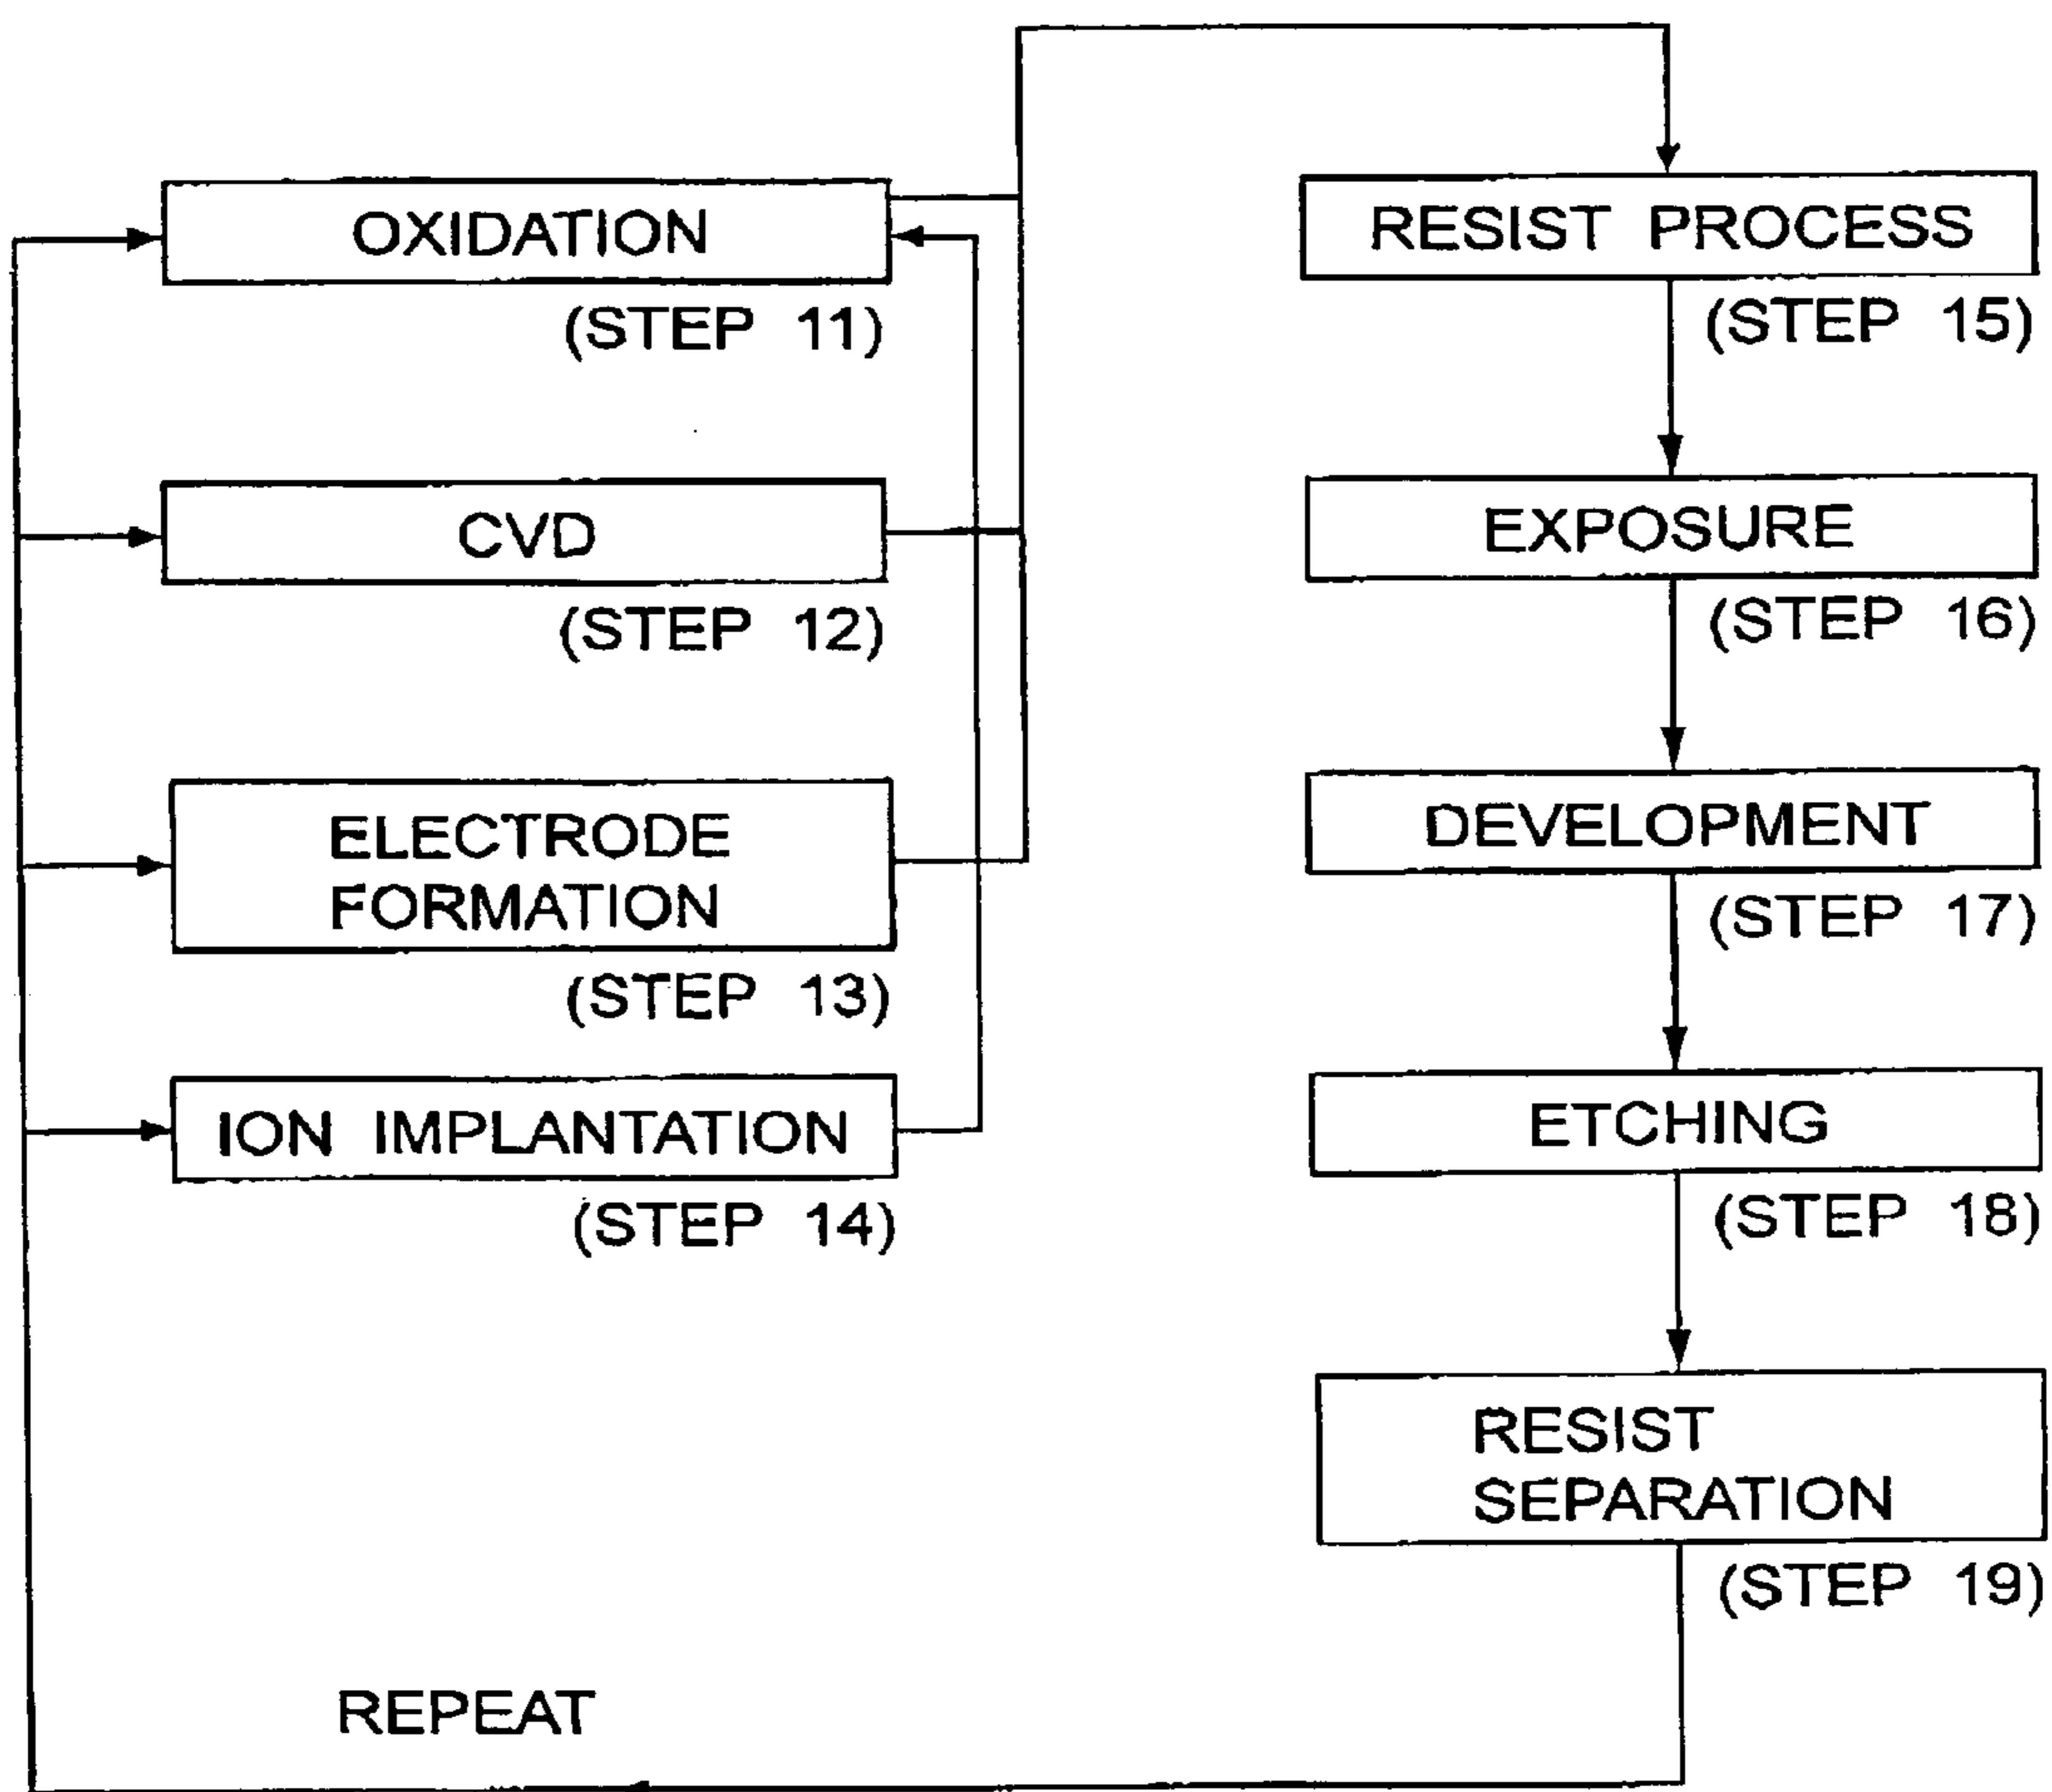 OXIDATION
(STEP 11)
CVD
(STEP 12)
ELECTRODE
FORMATION
(STEP 13)
ION IMPLANTATION
(STEP 14)
RESIST PROCESS
(STEP 15)
EXPOSURE
(STEP 16)
DEVELOPMENT
(STEP 17)
ETCHING
(STEP 18)
RESIST
SEPARATION
(STEP 19)
REPEAT